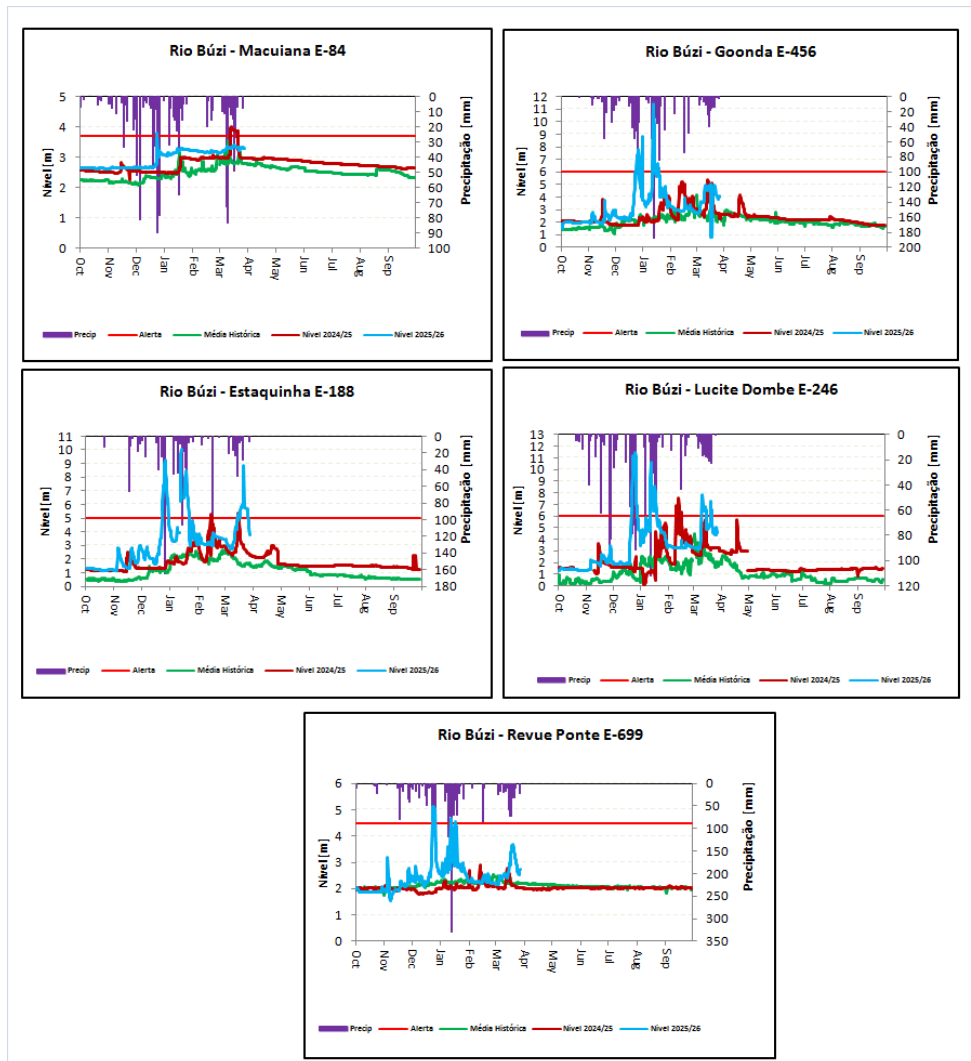 Rio Búzi - Macuiana E-84
Nível [m]
5
4
3
2
1
0
Oct
Nov
Dec
Jan
Feb
Mar
Apr
May
Jun
Jul
Aug
Sep
0
10
20
30
40
50
60
70
80
90
100
Precipitação [mm]
Precip Alerta Média Histórica Nivel 2024/25 Nivel 2025/26
Rio Búzi - Goonda E-456
Nível [m]
12
11
10
9
8
7
6
5
4
3
2
1
0
Oct
Nov
Dec
Jan
Feb
Mar
Apr
May
Jun
Jul
Aug
Sep
0
20
40
60
80
100
120
140
160
180
200
Precipitação [mm]
Precip Alerta Média Histórica Nivel 2024/25 Nivel 2025/26
Rio Búzi - Estaquinha E-188
Nível [m]
11
10
9
8
7
6
5
4
3
2
1
0
Oct
Nov
Dec
Jan
Feb
Mar
Apr
May
Jun
Jul
Aug
Sep
0
20
40
60
80
100
120
140
160
180
Precipitação [mm]
Precip Alerta Média Histórica Nivel 2024/25 Nivel 2025/26
Rio Búzi - Lucite Dombe E-246
Nível [m]
13
12
11
10
9
8
7
6
5
4
3
2
1
0
Oct
Nov
Dec
Jan
Feb
Mar
Apr
May
Jun
Jul
Aug
Sep
0
20
40
60
80
100
120
Precipitação [mm]
Precip Alerta Média Histórica Nivel 2024/25 Nivel 2025/26
Rio Búzi - Revue Ponte E-699
Nível [m]
6
5
4
3
2
1
0
Oct
Nov
Dec
Jan
Feb
Mar
Apr
May
Jun
Jul
Aug
Sep
0
50
100
150
200
250
300
350
Precipitação [mm]
Precip Alerta Média Histórica Nivel 2024/25 Nivel 2025/26